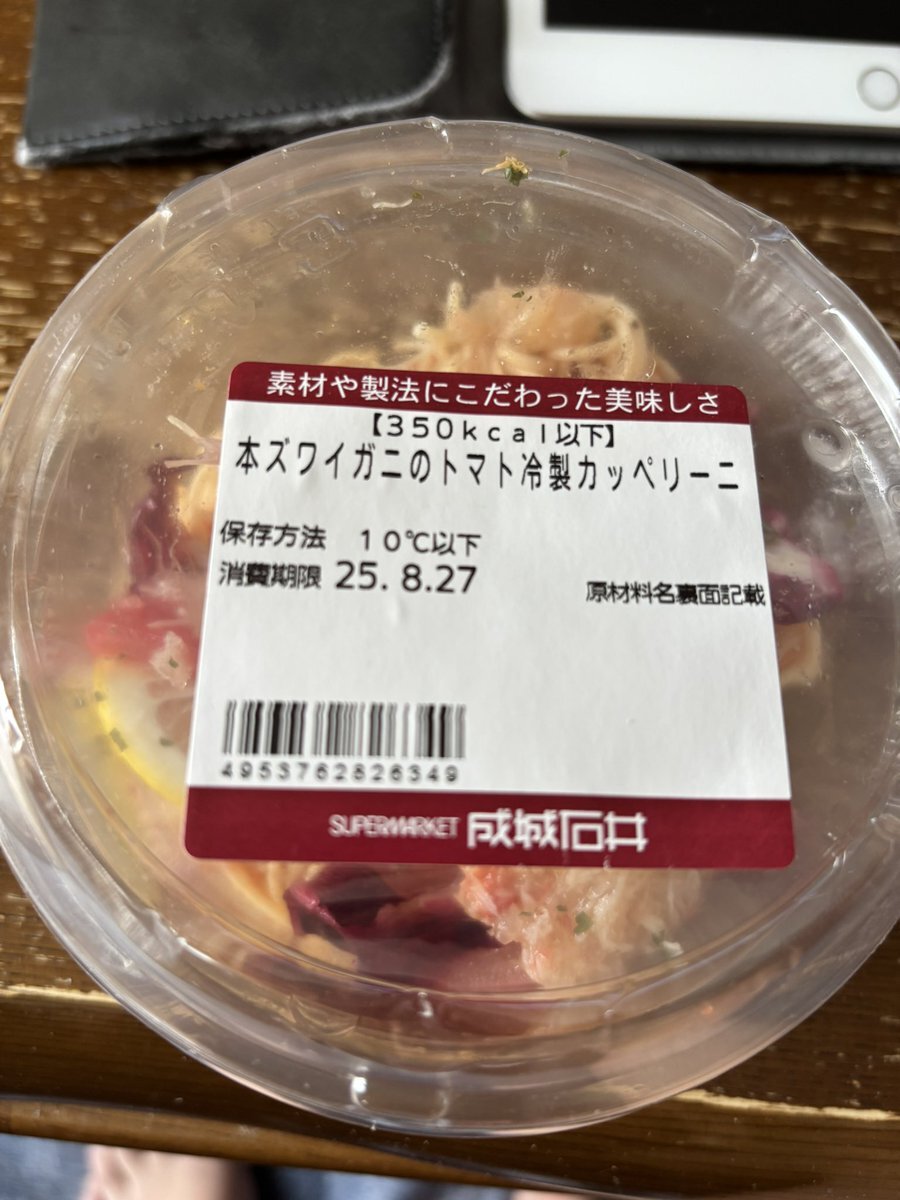 素材や製法にこだわった美味しさ
【350kcal以下】
本ズワイガニのトマト冷製カッペリーニ
保存方法 10℃以下
消費期限 25. 8.27
原材料名裏面記載
4953762826349
SUPERMARKET 成城石井